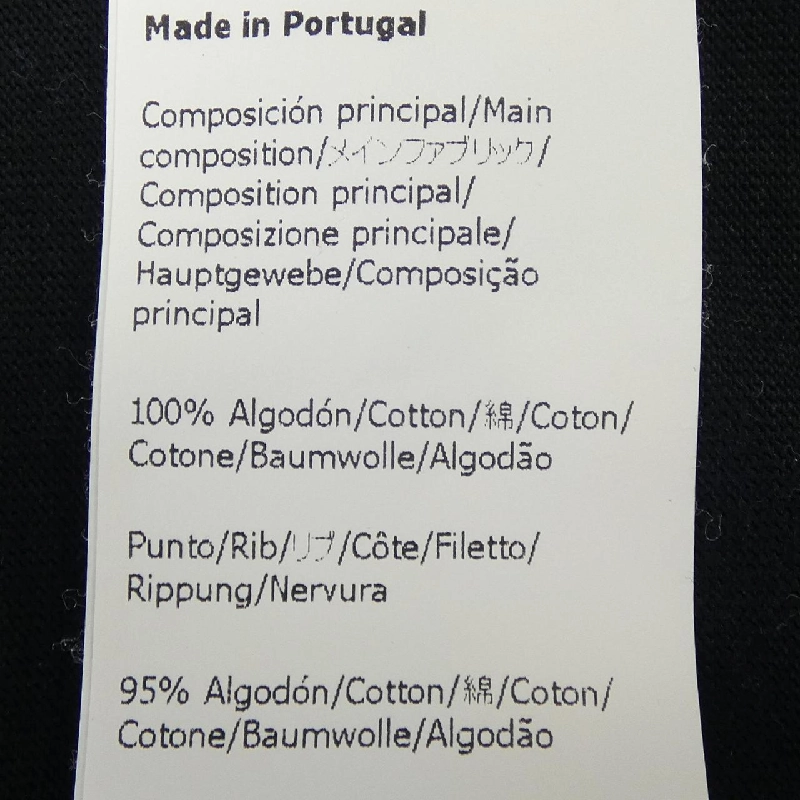 Made in Portugal
Composición principal/Main
composition/メインファブリック/
Composition principal/
Composizione principale/
Hauptgewebe/Composição
principal
100% Algodón/Cotton/綿/Coton/
Cotone/Baumwolle/Algodão
Punto/Rib/リブ/Côte/Filetto/
Rippung/Nervura
95% Algodón/Cotton/綿/Coton/
Cotone/Baumwolle/Algodão